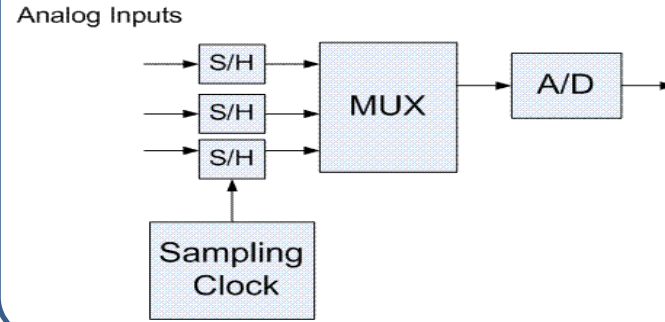 Analog Inputs
S/H
S/H
S/H
MUX
A/D
Sampling
Clock